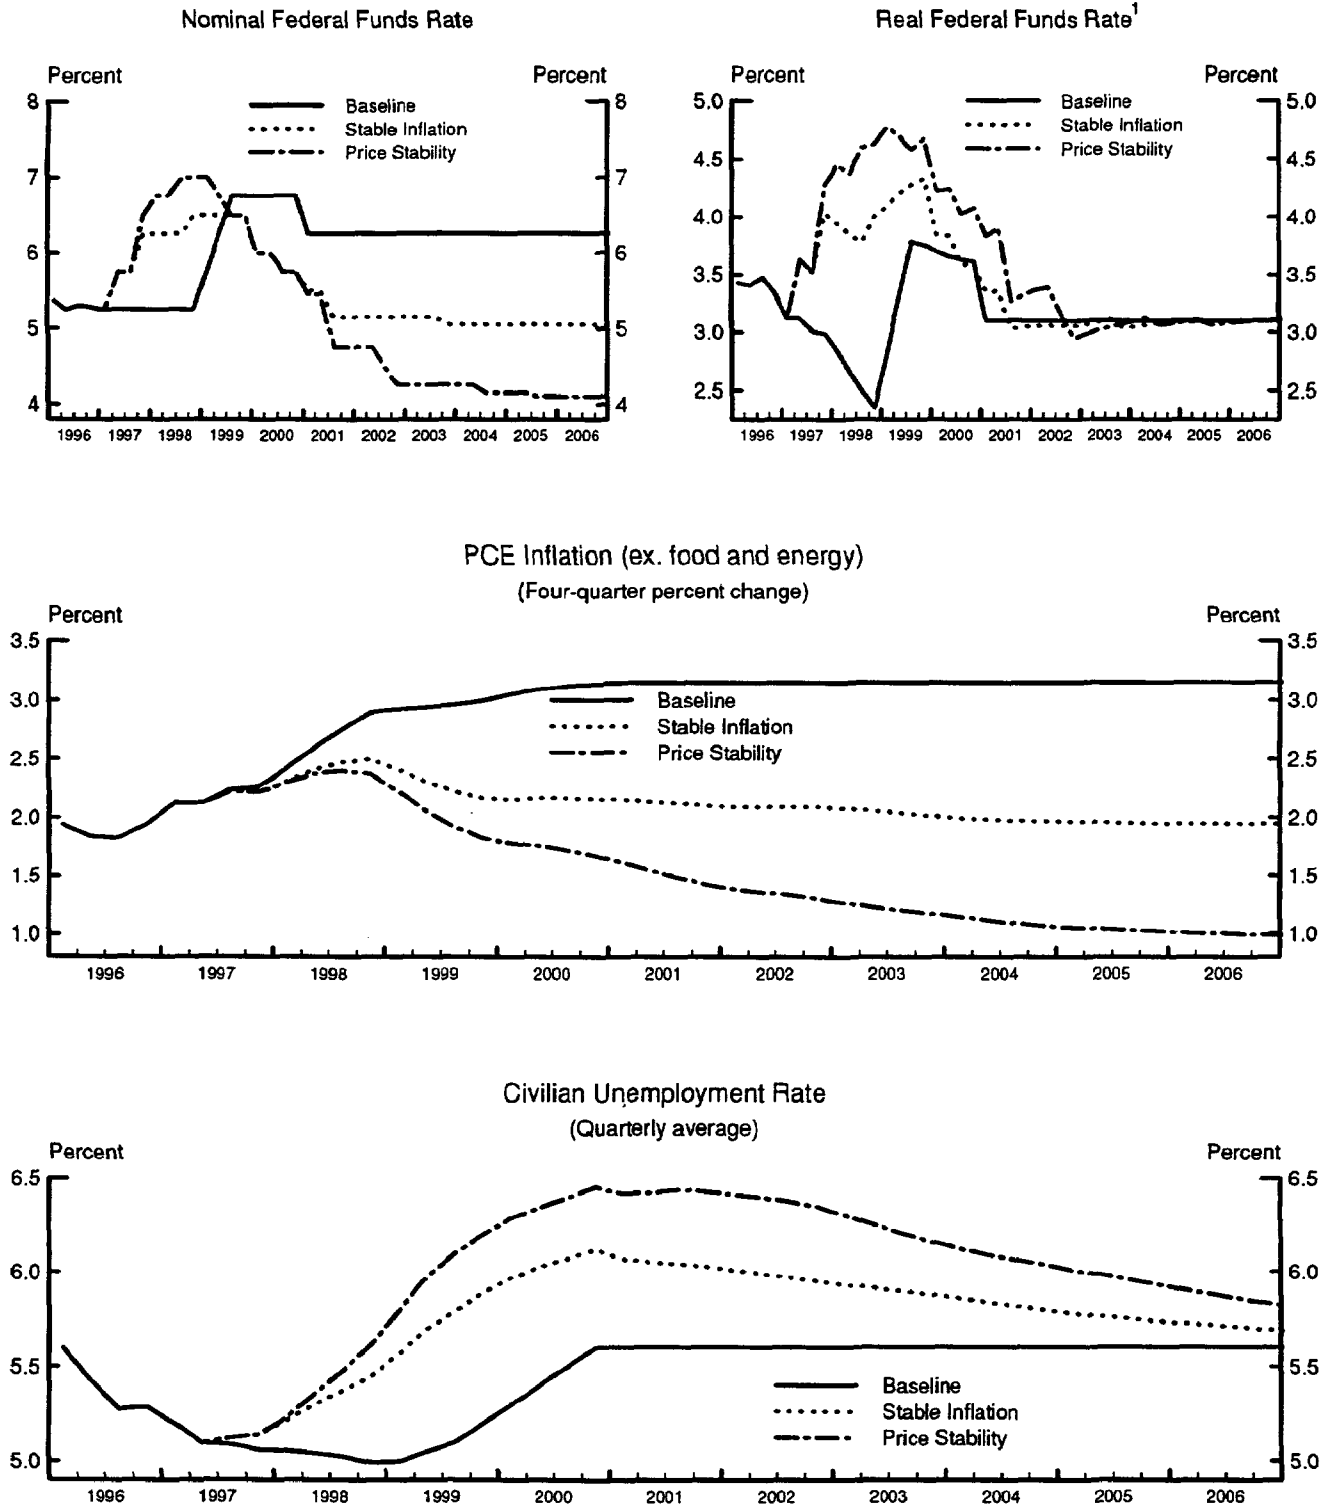 Nominal Federal Funds Rate
Percent Percent
8 8
Baseline
Stable Inflation
Price Stability
7 7
6 6
5 5
4 4
1996 1997 1998 1999 2000 2001 2002 2003 2004 2005 2006
Real Federal Funds Rate1
Percent Percent
5.0 5.0
Baseline
Stable Inflation
Price Stability
4.5 4.5
4.0 4.0
3.5 3.5
3.0 3.0
2.5 2.5
1996 1997 1998 1999 2000 2001 2002 2003 2004 2005 2006
PCE Inflation (ex. food and energy)
(Four-quarter percent change)
Percent Percent
3.5 3.5
3.0 3.0
Baseline
Stable Inflation
Price Stability
2.5 2.5
2.0 2.0
1.5 1.5
1.0 1.0
1996 1997 1998 1999 2000 2001 2002 2003 2004 2005 2006
Civilian Unemployment Rate
(Quarterly average)
Percent Percent
6.5 6.5
6.0 6.0
5.5 5.5
Baseline
Stable Inflation
Price Stability
5.0 5.0
1996 1997 1998 1999 2000 2001 2002 2003 2004 2005 2006